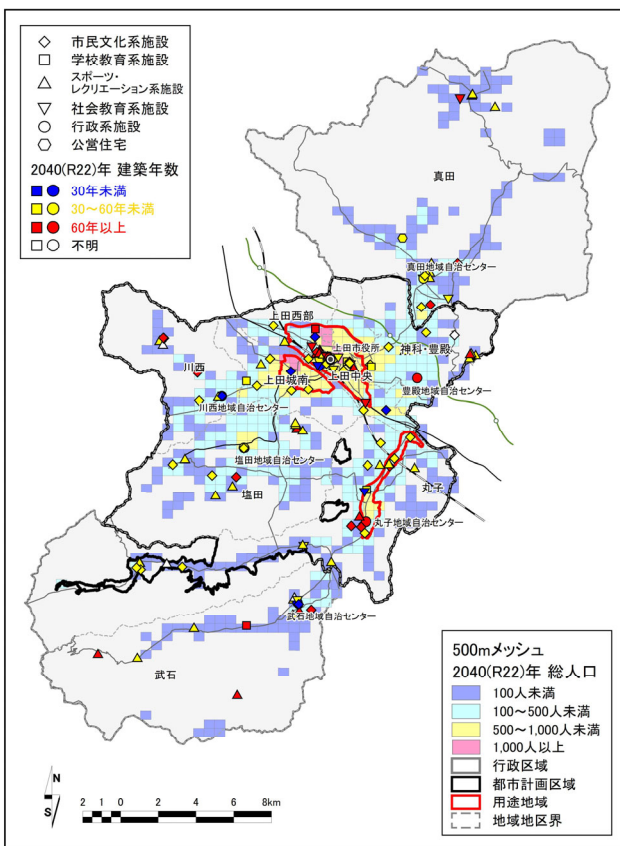 市民文化系施設
学校教育系施設
スポーツ・
レクリエーション系施設
社会教育系施設
行政系施設
公営住宅
2040(R22)年 建築年数
30年未満
30～60年未満
60年以上
不明
真田
真田地域自治センター
上田西部
上田市役所
神科・豊殿
川西
上田城南
上田中央
豊殿地域自治センター
川西地域自治センター
塩田地域自治センター
塩田
丸子
丸子地域自治センター
武石地域自治センター
武石
500mメッシュ
2040(R22)年 総人口
100人未満
100～500人未満
500～1,000人未満
1,000人以上
行政区域
都市計画区域
用途地域
地域地区界
N
S
2 0 2 4 6 8km